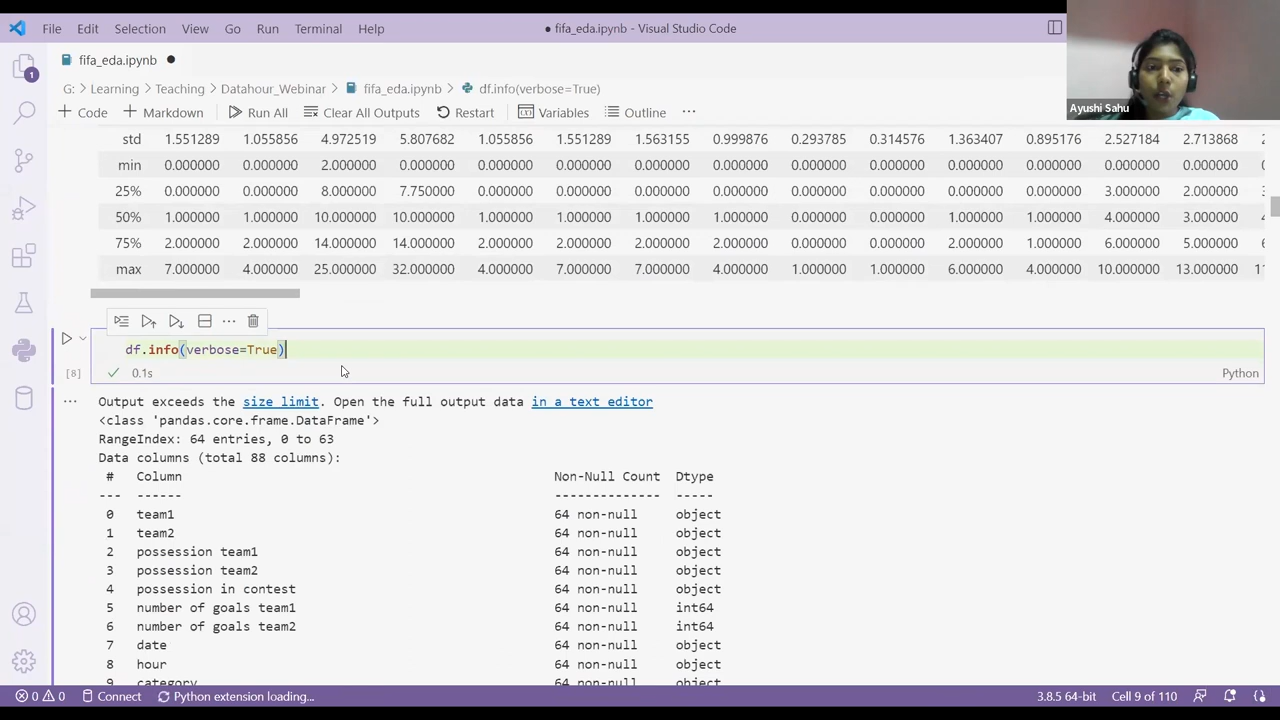 File Edit Selection View Go Run Terminal Help ● fifa_eda.ipynb - Visual Studio Code
fifa_eda.ipynb ●
G: > Learning > Teaching > Datahour_Webinar > fifa_eda.ipynb > df.info(verbose=True)
Ayushi Sahu
+ Code + Markdown Run All Clear All Outputs Restart Variables Outline ...
1
std 1.551289 1.055856 4.972519 5.807682 1.055856 1.551289 1.563155 0.999876 0.293785 0.314576 1.363407 0.895176 2.527184 2.713868 2
min 0.000000 0.000000 2.000000 0.000000 0.000000 0.000000 0.000000 0.000000 0.000000 0.000000 0.000000 0.000000 0.000000 0.000000 0
25% 0.000000 0.000000 8.000000 7.750000 0.000000 0.000000 0.000000 0.000000 0.000000 0.000000 0.000000 0.000000 3.000000 2.000000 3
50% 1.000000 1.000000 10.000000 10.000000 1.000000 1.000000 1.000000 1.000000 0.000000 0.000000 1.000000 1.000000 4.000000 3.000000 4
75% 2.000000 2.000000 14.000000 14.000000 2.000000 2.000000 2.000000 2.000000 0.000000 0.000000 2.000000 1.000000 6.000000 5.000000 6
max 7.000000 4.000000 25.000000 32.000000 4.000000 7.000000 7.000000 4.000000 1.000000 1.000000 6.000000 4.000000 10.000000 13.000000 11
df.info(verbose=True)
[8] 0.1s Python
... Output exceeds the size limit. Open the full output data in a text editor
<class 'pandas.core.frame.DataFrame'>
RangeIndex: 64 entries, 0 to 63
Data columns (total 88 columns):
# Column Non-Null Count Dtype
--- ------ -------------- -----
0 team1 64 non-null object
1 team2 64 non-null object
2 possession team1 64 non-null object
3 possession team2 64 non-null object
4 possession in contest 64 non-null object
5 number of goals team1 64 non-null int64
6 number of goals team2 64 non-null int64
7 date 64 non-null object
8 hour 64 non-null object
9 category 64 non-null object
0 0 Connect Python extension loading... 3.8.5 64-bit Cell 9 of 110